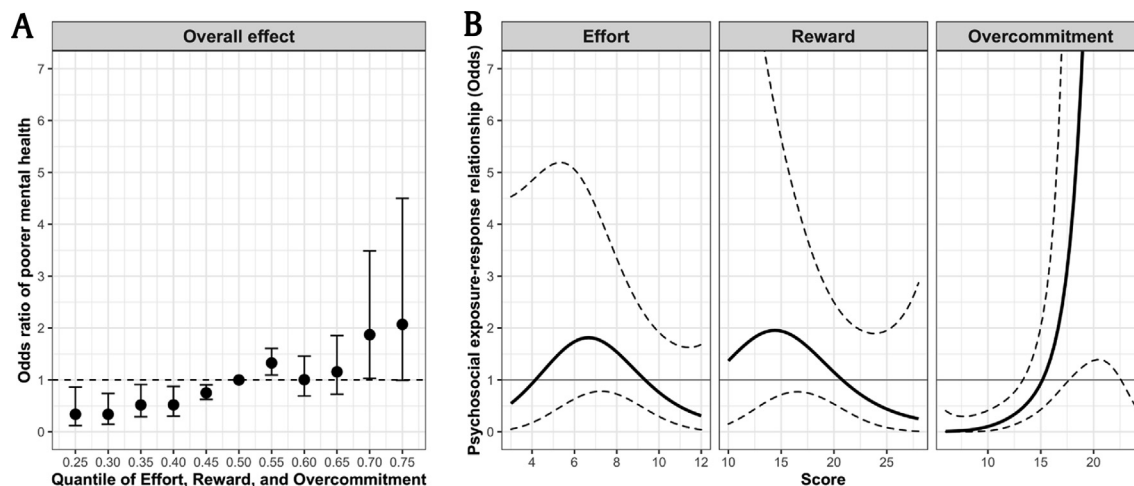 A
Overall effect
Odds ratio of poorer mental health
7
6
5
4
3
2
1
0
0.25 0.30 0.35 0.40 0.45 0.50 0.55 0.60 0.65 0.70 0.75
Quantile of Effort, Reward, and Overcommitment
B
Effort Reward Overcommitment
Psychosocial exposure-response relationship (Odds)
7
6
5
4
3
2
1
0
4 6 8 10 12 10 15 20 25 10 15 20
Score